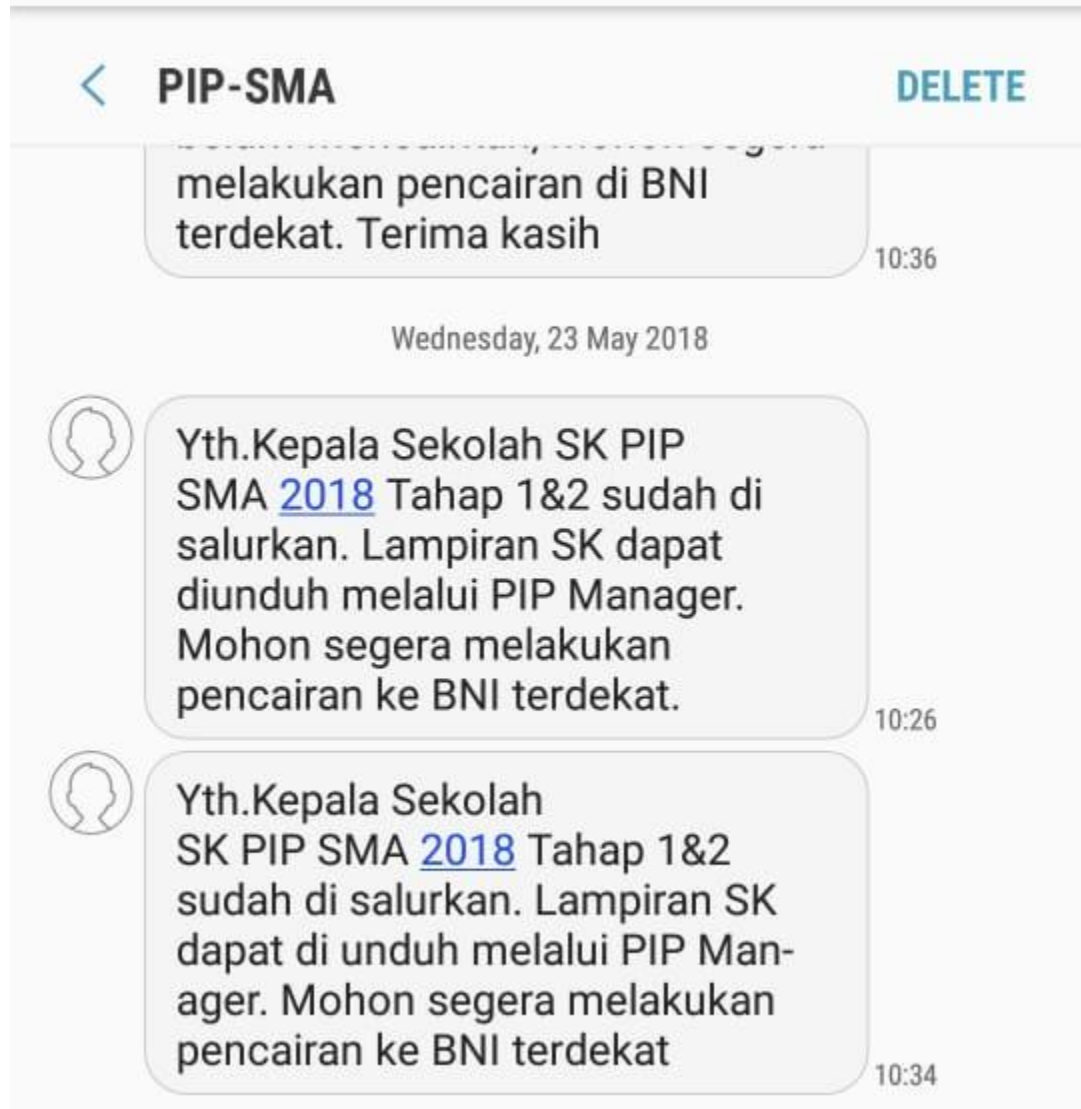 PIP-SMA
DELETE
melakukan pencairan di BNI
terdekat. Terima kasih
10:36
Wednesday, 23 May 2018
Yth.Kepala Sekolah SK PIP
SMA 2018 Tahap 1&2 sudah di
salurkan. Lampiran SK dapat
diunduh melalui PIP Manager.
Mohon segera melakukan
pencairan ke BNI terdekat.
10:26
Yth.Kepala Sekolah
SK PIP SMA 2018 Tahap 1&2
sudah di salurkan. Lampiran SK
dapat di unduh melalui PIP Man-
ager. Mohon segera melakukan
pencairan ke BNI terdekat
10:34